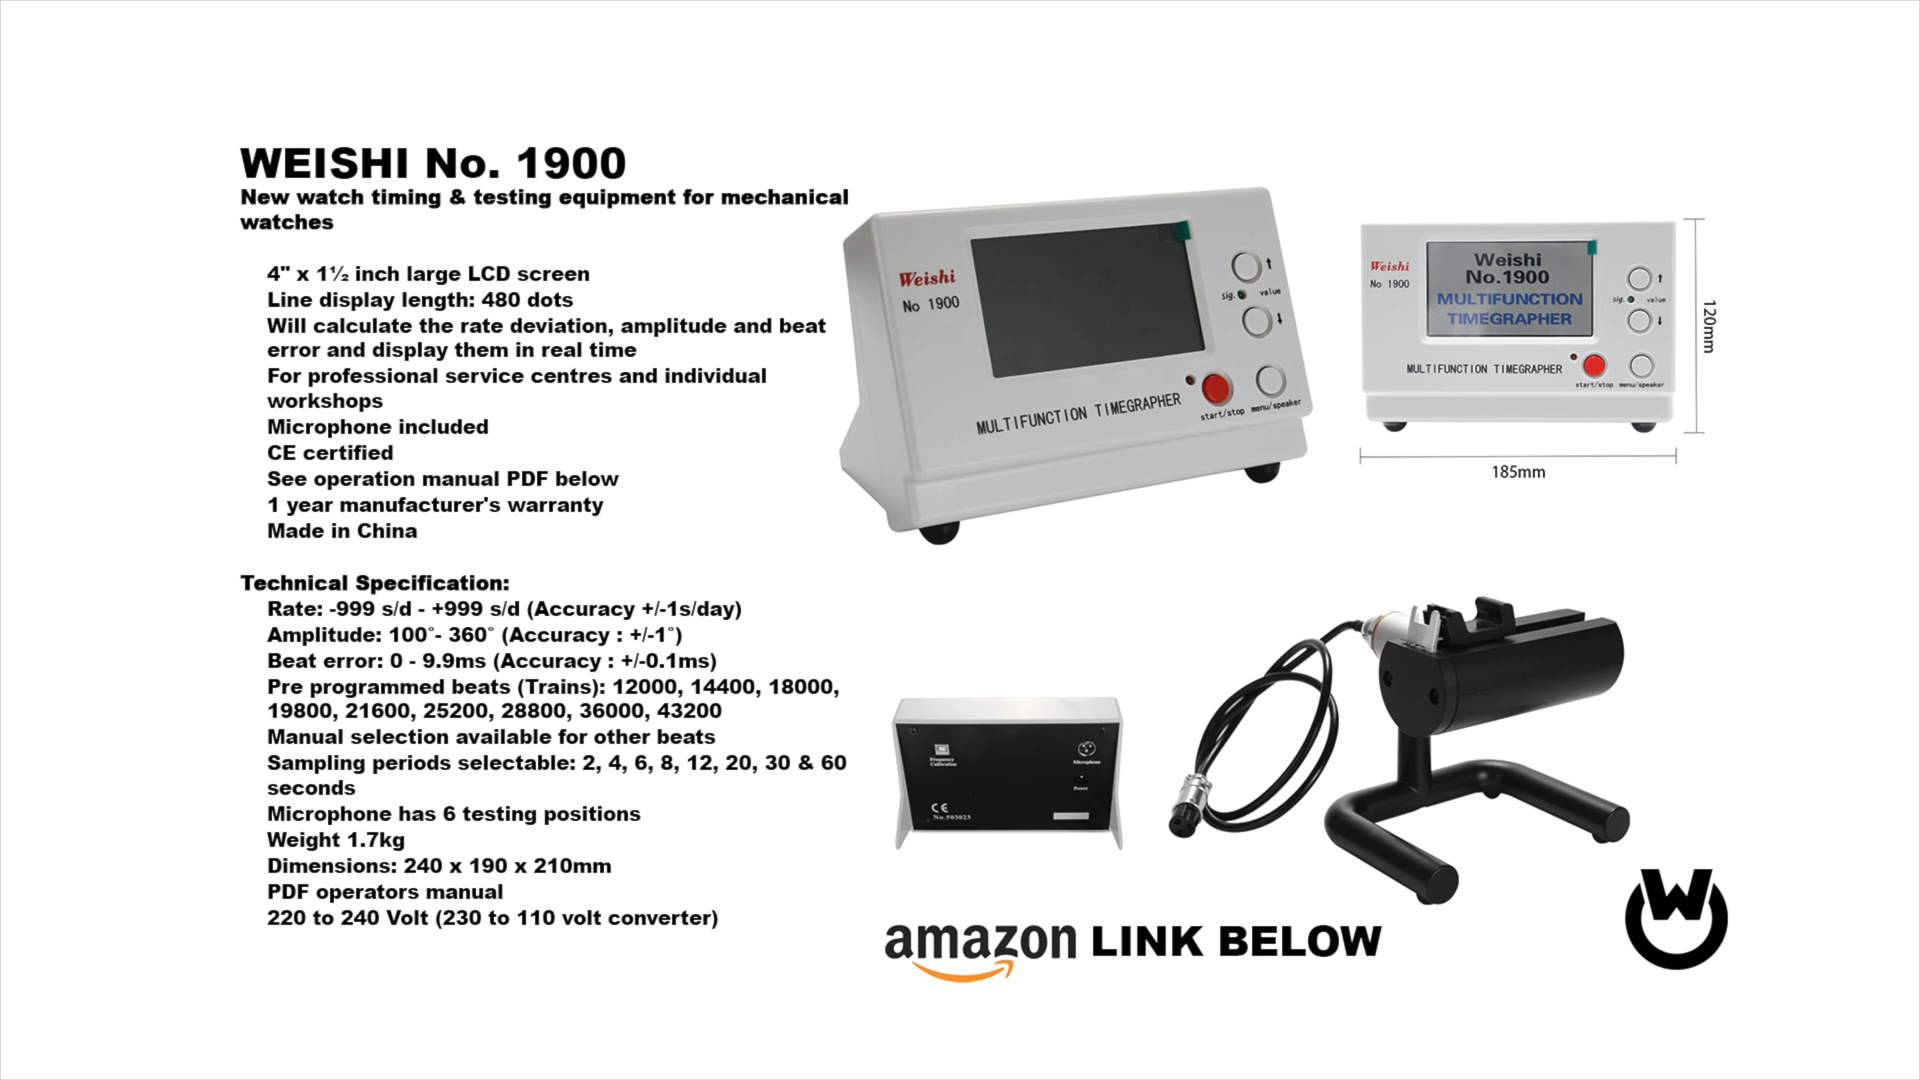 WEISHI No. 1900
New watch timing & testing equipment for mechanical
watches
4" x 1½ inch large LCD screen
Line display length: 480 dots
Will calculate the rate deviation, amplitude and beat
error and display them in real time
For professional service centres and individual
workshops
Microphone included
CE certified
See operation manual PDF below
1 year manufacturer's warranty
Made in China
Technical Specification:
Rate: -999 s/d - +999 s/d (Accuracy +/-1s/day)
Amplitude: 100°- 360° (Accuracy : +/-1°)
Beat error: 0 - 9.9ms (Accuracy : +/-0.1ms)
Pre programmed beats (Trains): 12000, 14400, 18000,
19800, 21600, 25200, 28800, 36000, 43200
Manual selection available for other beats
Sampling periods selectable: 2, 4, 6, 8, 12, 20, 30 & 60
seconds
Microphone has 6 testing positions
Weight 1.7kg
Dimensions: 240 x 190 x 210mm
PDF operators manual
220 to 240 Volt (230 to 110 volt converter)
Weishi
No 1900
sig. value
MULTIFUNCTION TIMEGRAPHER
start/stop menu/speaker
Weishi
No 1900
Weishi
No.1900
MULTIFUNCTION
TIMEGRAPHER
sig. value
MULTIFUNCTION TIMEGRAPHER
start/stop menu/speaker
120mm
185mm
Frequency
Calibration
Microphone
Power
CE
No.503023
amazon LINK BELOW
W